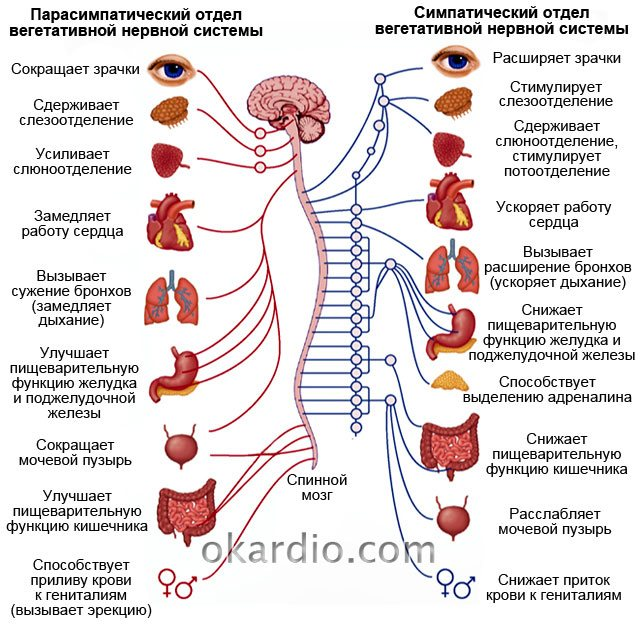 Парасимпатический отдел
вегетативной нервной системы
Сокращает зрачки
Сдерживает
слезоотделение
Усиливает
слюноотделение
Замедляет
работу сердца
Вызывает
сужение бронхов
(замедляет
дыхание)
Улучшает
пищеварительную
функцию желудка
и поджелудочной
железы
Сокращает
мочевой пузырь
Улучшает
пищеварительную
функцию кишечника
Способствует
приливу крови
к гениталиям
(вызывает эрекцию)
Спинной
мозг
Симпатический отдел
вегетативной нервной системы
Расширяет зрачки
Стимулирует
слезоотделение
Сдерживает
слюноотделение,
стимулирует
потоотделение
Ускоряет работу
сердца
Вызывает
расширение бронхов
(ускоряет дыхание)
Снижает
пищеварительную
функцию желудка и
поджелудочной железы
Способствует
выделению адреналина
Снижает
пищеварительную
функцию кишечника
Расслабляет
мочевой пузырь
Снижает приток
крови к гениталиям
okardio.com